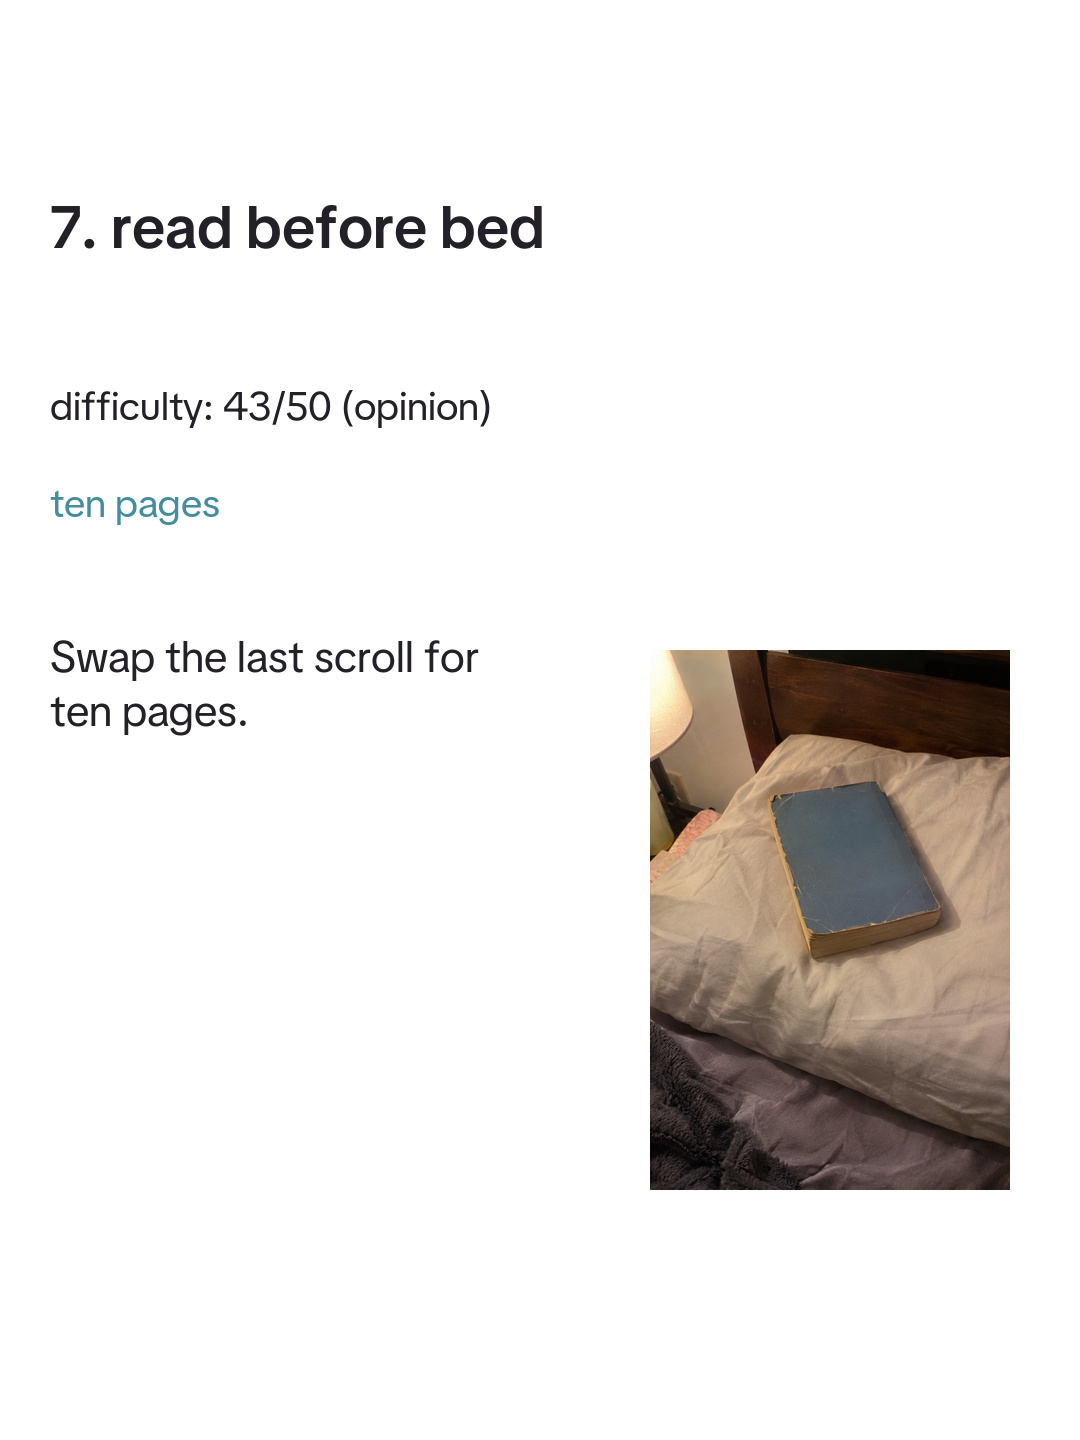 7. read before bed
difficulty: 43/50 (opinion)
ten pages
Swap the last scroll for
ten pages.